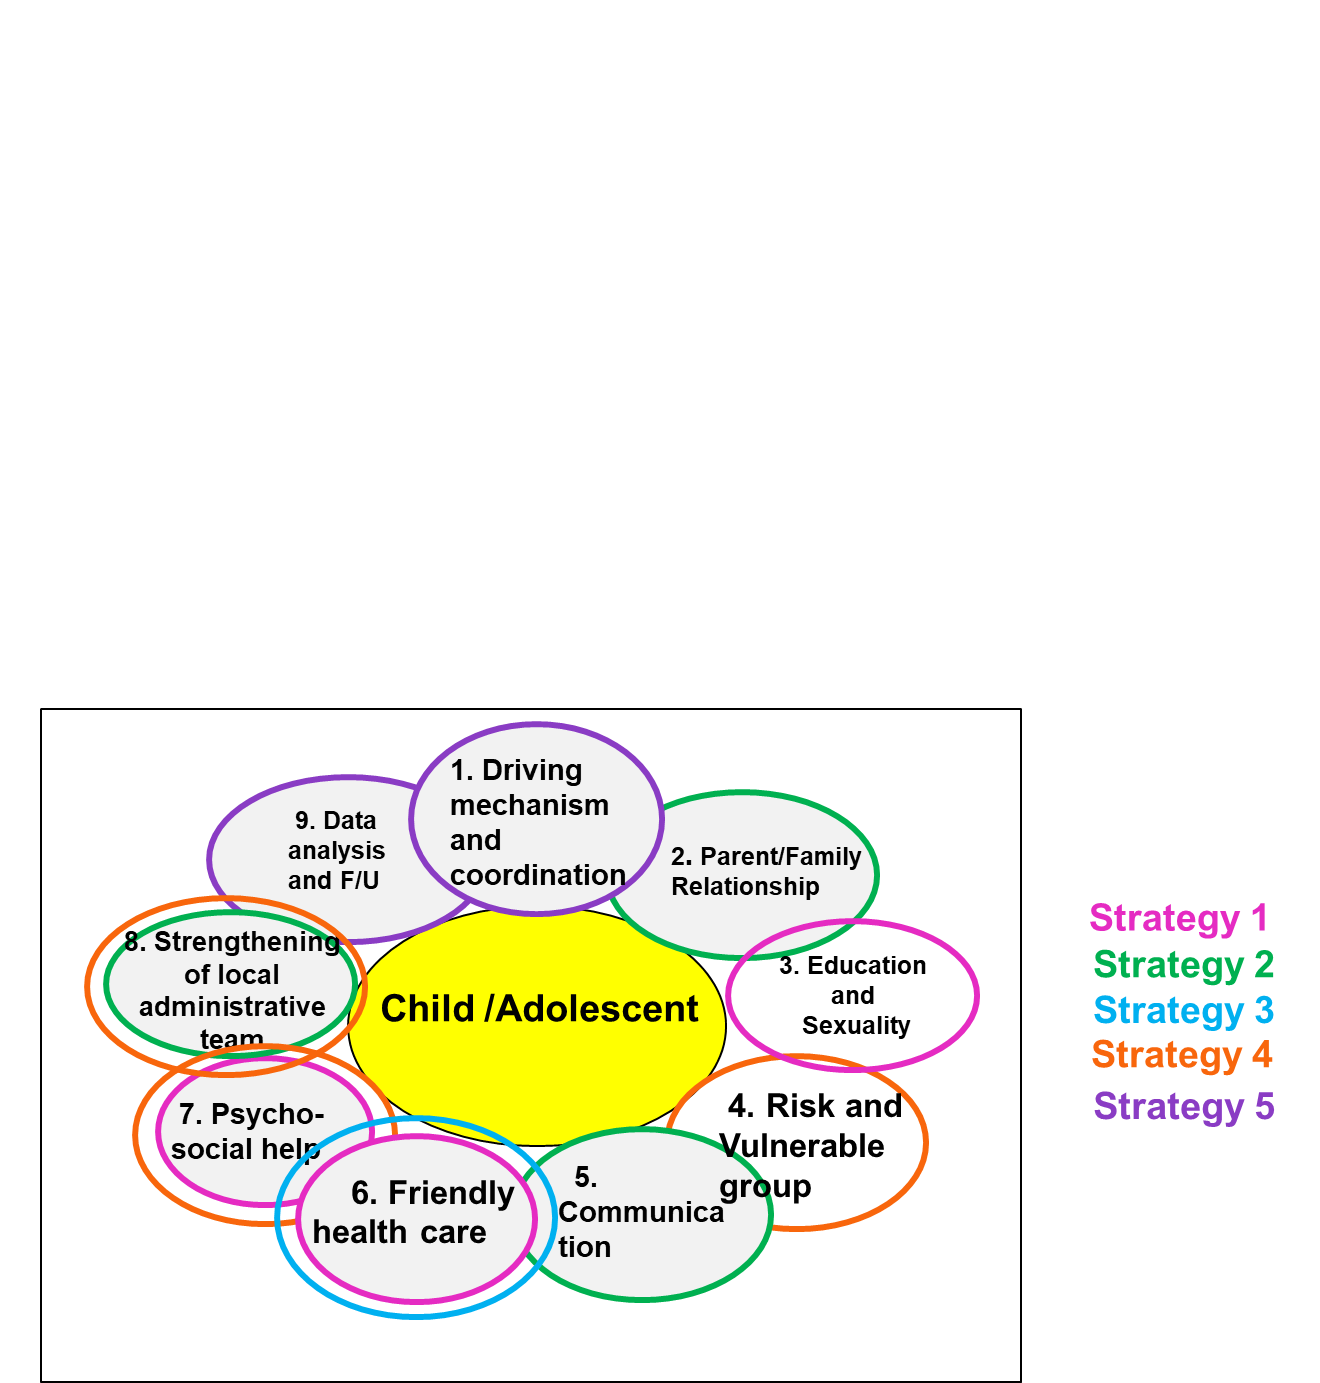 1. Driving
mechanism
and
coordination
2. Parent/Family
Relationship
3. Education
and
Sexuality
4. Risk and
Vulnerable
group
5.
Communica
tion
6. Friendly
health care
7. Psycho-
social help
8. Strengthening
of local
administrative
team
9. Data
analysis
and F/U
Child /Adolescent
Strategy 1
Strategy 2
Strategy 3
Strategy 4
Strategy 5